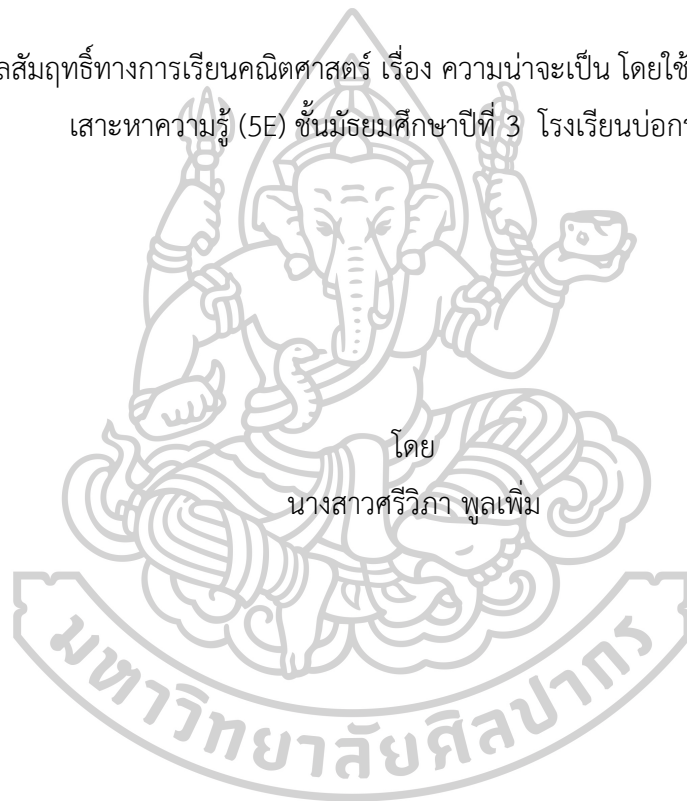 ลสัมฤทธิ์ทางการเรียนคณิตศาสตร์ เรื่อง ความน่าจะเป็น โดยใช้
เสาะหาความรู้ (5E) ชั้นมัธยมศึกษาปีที่ 3 โรงเรียนบ่อกร
โดย
นางสาวศรีวิภา พูลเพิ่ม
มหาวิทยาลัยศิลปากร